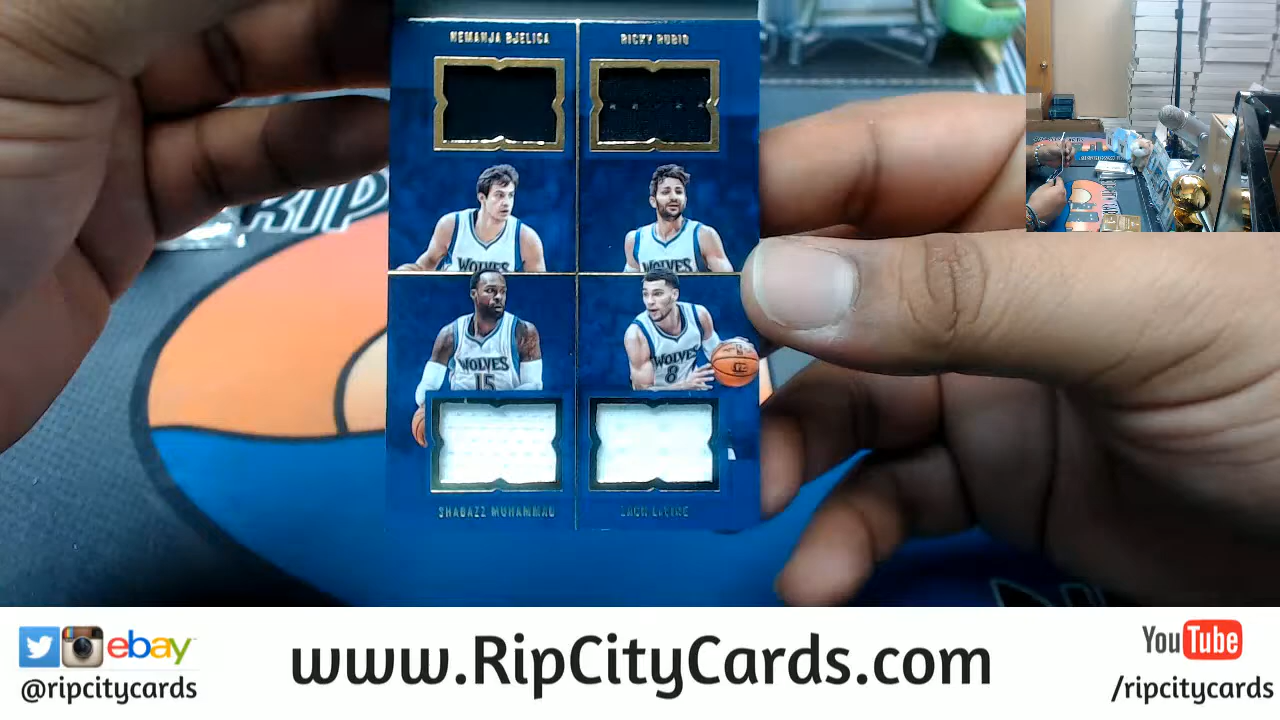 NEMANJA BJELICA
RICKY RUBIO
WOLVES
WOLVES
WOLVES
15
WOLVES
8
SHABAZZ MUHAMMAD
ZACH LAVINE
RIP
ebay
@ripcitycards
www.RipCityCards.com
YouTube
/ripcitycards